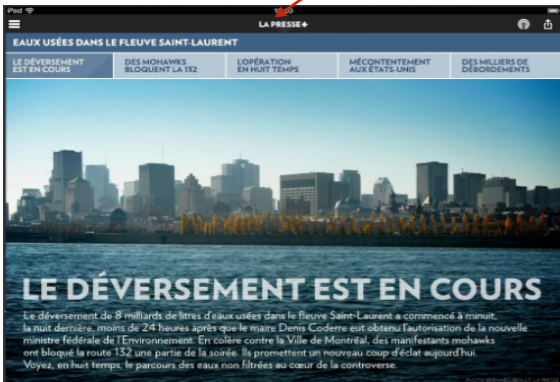 iPad
LA PRESSE+
EAUX USÉES DANS LE FLEUVE SAINT-LAURENT
LE DÉVERSEMENT
EST EN COURS
DES MOHAWKS
BLOQUENT LA 132
L'OPÉRATION
EN HUIT TEMPS
MÉCONTENTEMENT
AUX ÉTATS-UNIS
DES MILLIERS DE
DÉBORDEMENTS
LE DÉVERSEMENT EST EN COURS
Le déversement de 8 milliards de litres d'eaux usées dans le fleuve Saint-Laurent a commencé à minuit,
la nuit dernière, moins de 24 heures après que le maire Denis Coderre eut obtenu l'autorisation de la nouvelle
ministre fédérale de l'Environnement. En colère contre la Ville de Montréal, des manifestants mohawks
ont bloqué la route 132 une partie de la soirée. Ils promettent un nouveau coup d'éclat aujourd'hui.
Voyez, en huit temps, le parcours des eaux non filtrées au cœur de la controverse.